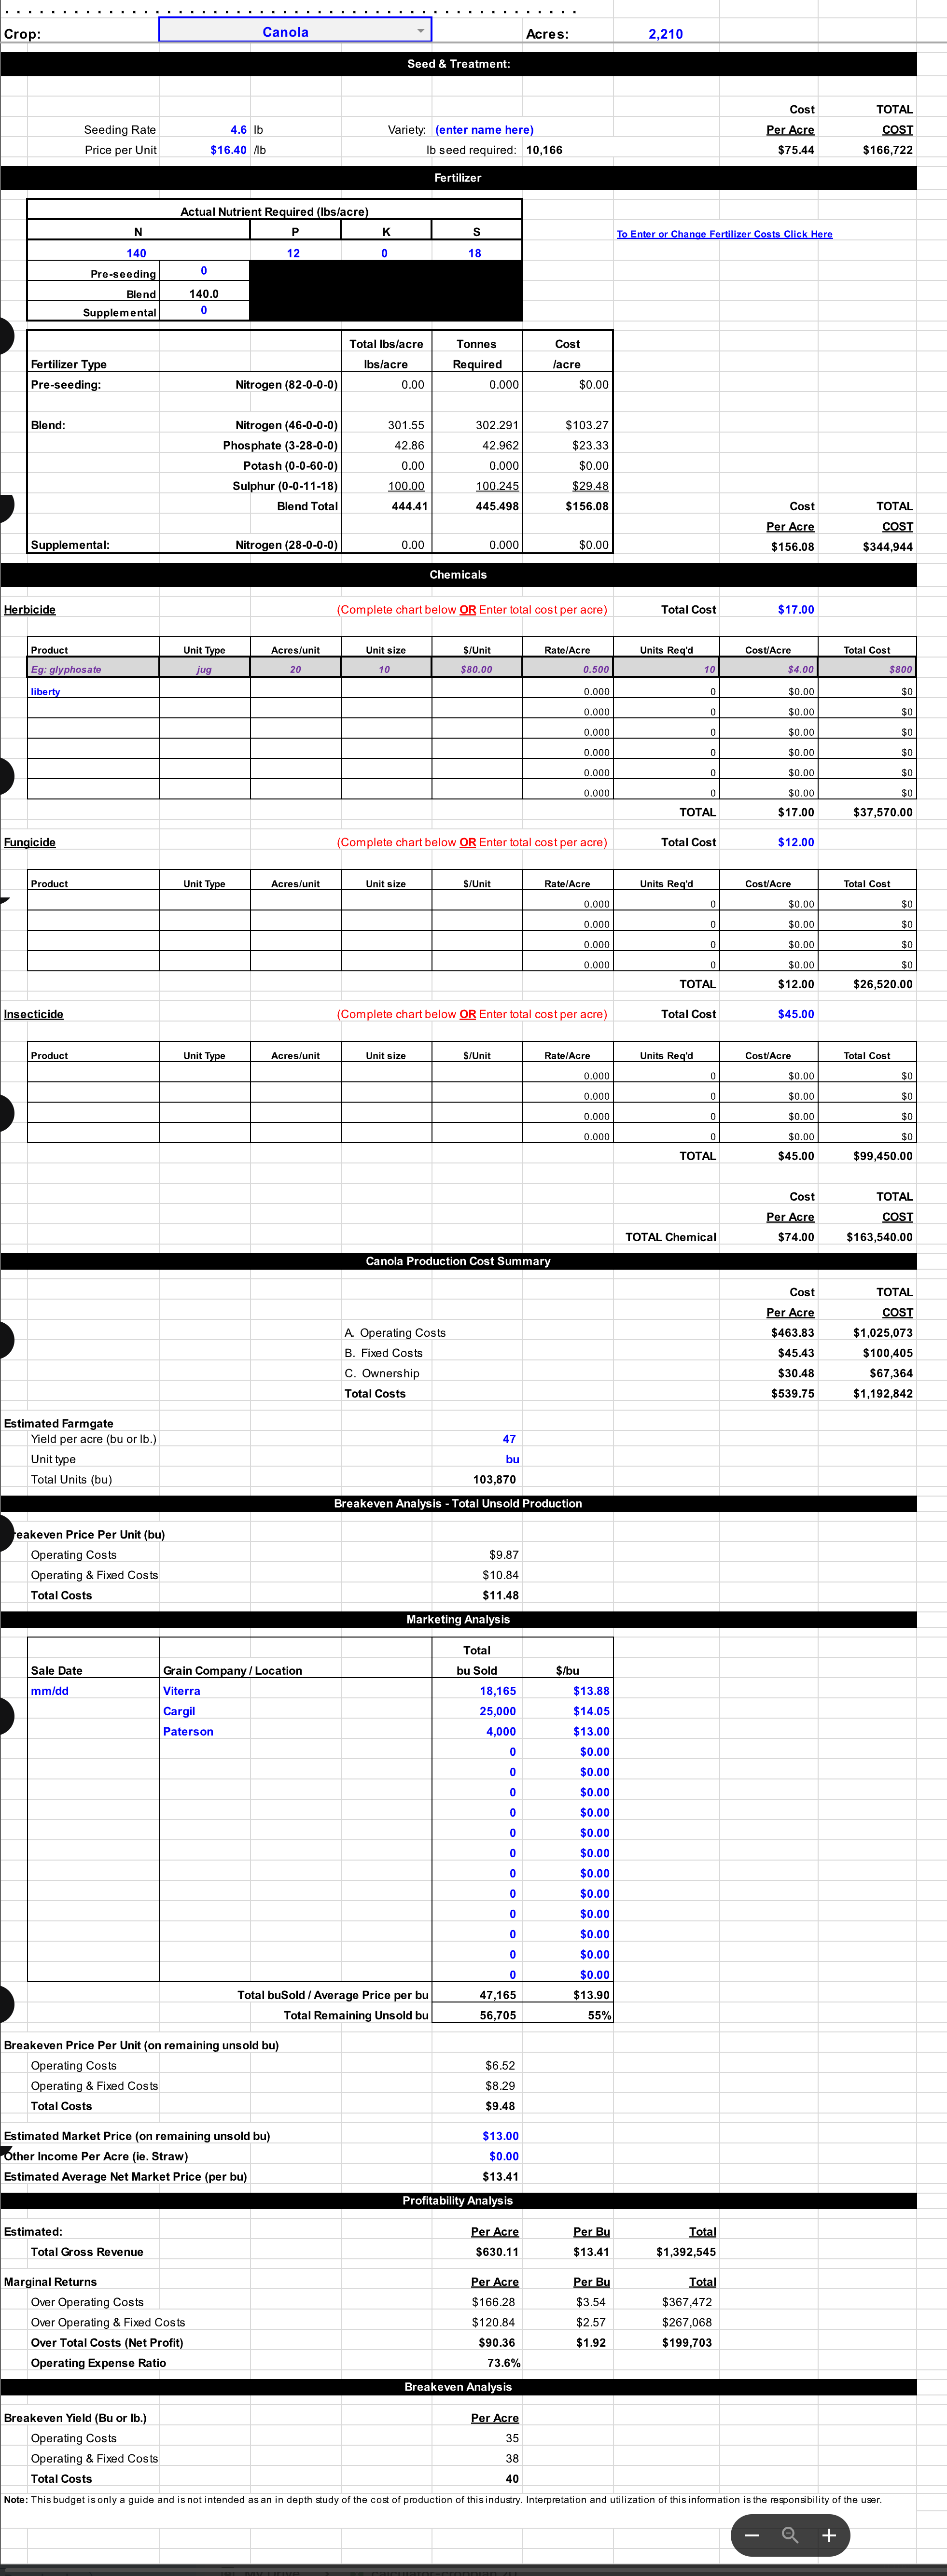 Crop: Canola Acres: 2,210
Seed & Treatment:
Cost TOTAL
Seeding Rate 4.6 lb Variety: (enter name here) Per Acre COST
Price per Unit $16.40 /lb lb seed required: 10,166 $75.44 $166,722
Fertilizer
Actual Nutrient Required (lbs/acre)
N P K S To Enter or Change Fertilizer Costs Click Here
140 12 0 18
Pre-seeding 0
Blend 140.0
Supplemental 0
Total lbs/acre Tonnes Cost
Fertilizer Type lbs/acre Required /acre
Pre-seeding: Nitrogen (82-0-0-0) 0.00 0.000 $0.00
Blend: Nitrogen (46-0-0-0) 301.55 302.291 $103.27
Phosphate (3-28-0-0) 42.86 42.962 $23.33
Potash (0-0-60-0) 0.00 0.000 $0.00
Sulphur (0-0-11-18) 100.00 100.245 $29.48
Blend Total 444.41 445.498 $156.08 Cost TOTAL
Per Acre COST
Supplemental: Nitrogen (28-0-0-0) 0.00 0.000 $0.00 $156.08 $344,944
Chemicals
Herbicide (Complete chart below OR Enter total cost per acre) Total Cost $17.00
Product Unit Type Acres/unit Unit size $/Unit Rate/Acre Units Req'd Cost/Acre Total Cost
Eg: glyphosate jug 20 10 $80.00 0.500 10 $4.00 $800
liberty 0.000 0 $0.00 $0
0.000 0 $0.00 $0
0.000 0 $0.00 $0
0.000 0 $0.00 $0
0.000 0 $0.00 $0
0.000 0 $0.00 $0
TOTAL $17.00 $37,570.00
Fungicide (Complete chart below OR Enter total cost per acre) Total Cost $12.00
Product Unit Type Acres/unit Unit size $/Unit Rate/Acre Units Req'd Cost/Acre Total Cost
0.000 0 $0.00 $0
0.000 0 $0.00 $0
0.000 0 $0.00 $0
0.000 0 $0.00 $0
TOTAL $12.00 $26,520.00
Insecticide (Complete chart below OR Enter total cost per acre) Total Cost $45.00
Product Unit Type Acres/unit Unit size $/Unit Rate/Acre Units Req'd Cost/Acre Total Cost
0.000 0 $0.00 $0
0.000 0 $0.00 $0
0.000 0 $0.00 $0
0.000 0 $0.00 $0
TOTAL $45.00 $99,450.00
Cost TOTAL
Per Acre COST
TOTAL Chemical $74.00 $163,540.00
Canola Production Cost Summary
Cost TOTAL
Per Acre COST
A. Operating Costs $463.83 $1,025,073
B. Fixed Costs $45.43 $100,405
C. Ownership $30.48 $67,364
Total Costs $539.75 $1,192,842
Estimated Farmgate
Yield per acre (bu or lb.) 47
Unit type bu
Total Units (bu) 103,870
Breakeven Analysis - Total Unsold Production
reakeven Price Per Unit (bu)
Operating Costs $9.87
Operating & Fixed Costs $10.84
Total Costs $11.48
Marketing Analysis
Total
Sale Date Grain Company / Location bu Sold $/bu
mm/dd Viterra 18,165 $13.88
Cargil 25,000 $14.05
Paterson 4,000 $13.00
0 $0.00
0 $0.00
0 $0.00
0 $0.00
0 $0.00
0 $0.00
0 $0.00
0 $0.00
0 $0.00
0 $0.00
0 $0.00
0 $0.00
Total buSold / Average Price per bu 47,165 $13.90
Total Remaining Unsold bu 56,705 55%
Breakeven Price Per Unit (on remaining unsold bu)
Operating Costs $6.52
Operating & Fixed Costs $8.29
Total Costs $9.48
Estimated Market Price (on remaining unsold bu) $13.00
Other Income Per Acre (ie. Straw) $0.00
Estimated Average Net Market Price (per bu) $13.41
Profitability Analysis
Estimated: Per Acre Per Bu Total
Total Gross Revenue $630.11 $13.41 $1,392,545
Marginal Returns Per Acre Per Bu Total
Over Operating Costs $166.28 $3.54 $367,472
Over Operating & Fixed Costs $120.84 $2.57 $267,068
Over Total Costs (Net Profit) $90.36 $1.92 $199,703
Operating Expense Ratio 73.6%
Breakeven Analysis
Breakeven Yield (Bu or lb.) Per Acre
Operating Costs 35
Operating & Fixed Costs 38
Total Costs 40
Note: This budget is only a guide and is not intended as an in depth study of the cost of production of this industry. Interpretation and utilization of this information is the responsibility of the user.